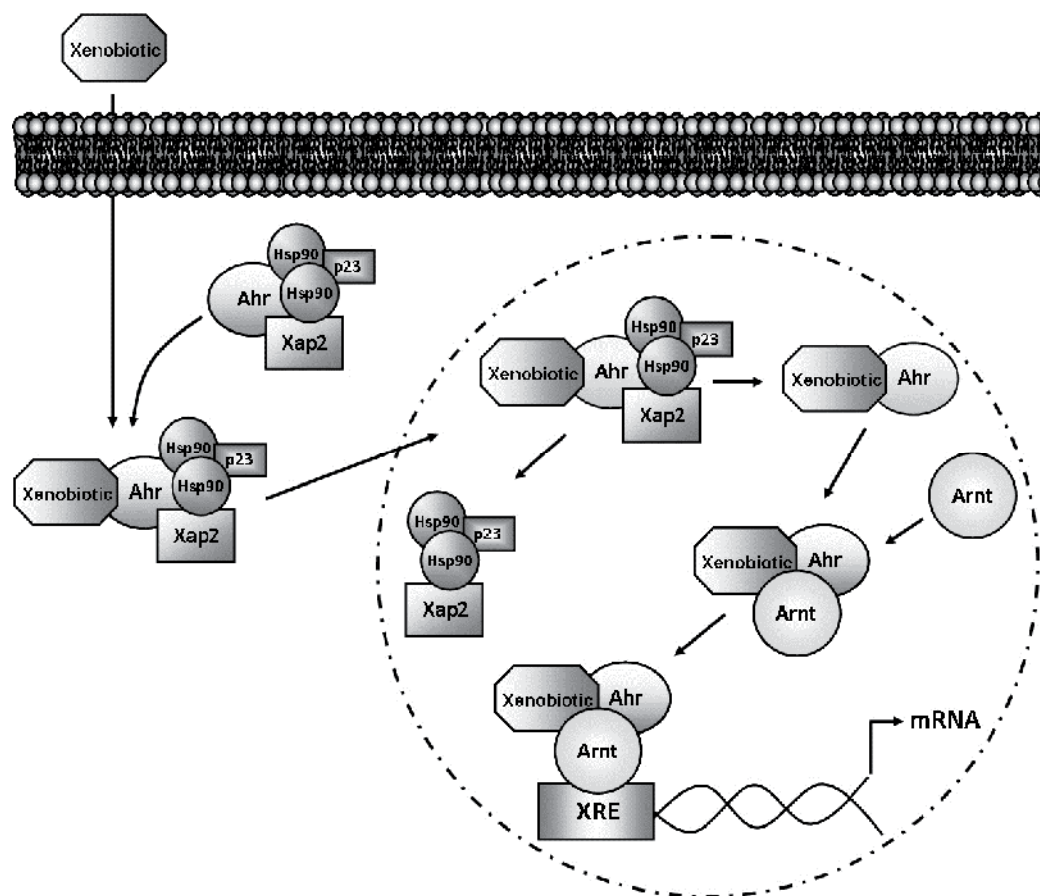 Xenobiotic
Hsp90
p23
Ahr
Hsp90
Xap2
Hsp90
p23
Xenobiotic
Ahr
Hsp90
Xap2
Hsp90
p23
Xenobiotic
Ahr
Hsp90
Xap2
Xenobiotic
Ahr
Arnt
Hsp90
p23
Hsp90
Xap2
Xenobiotic
Ahr
Arnt
Xenobiotic
Ahr
Arnt
XRE
mRNA